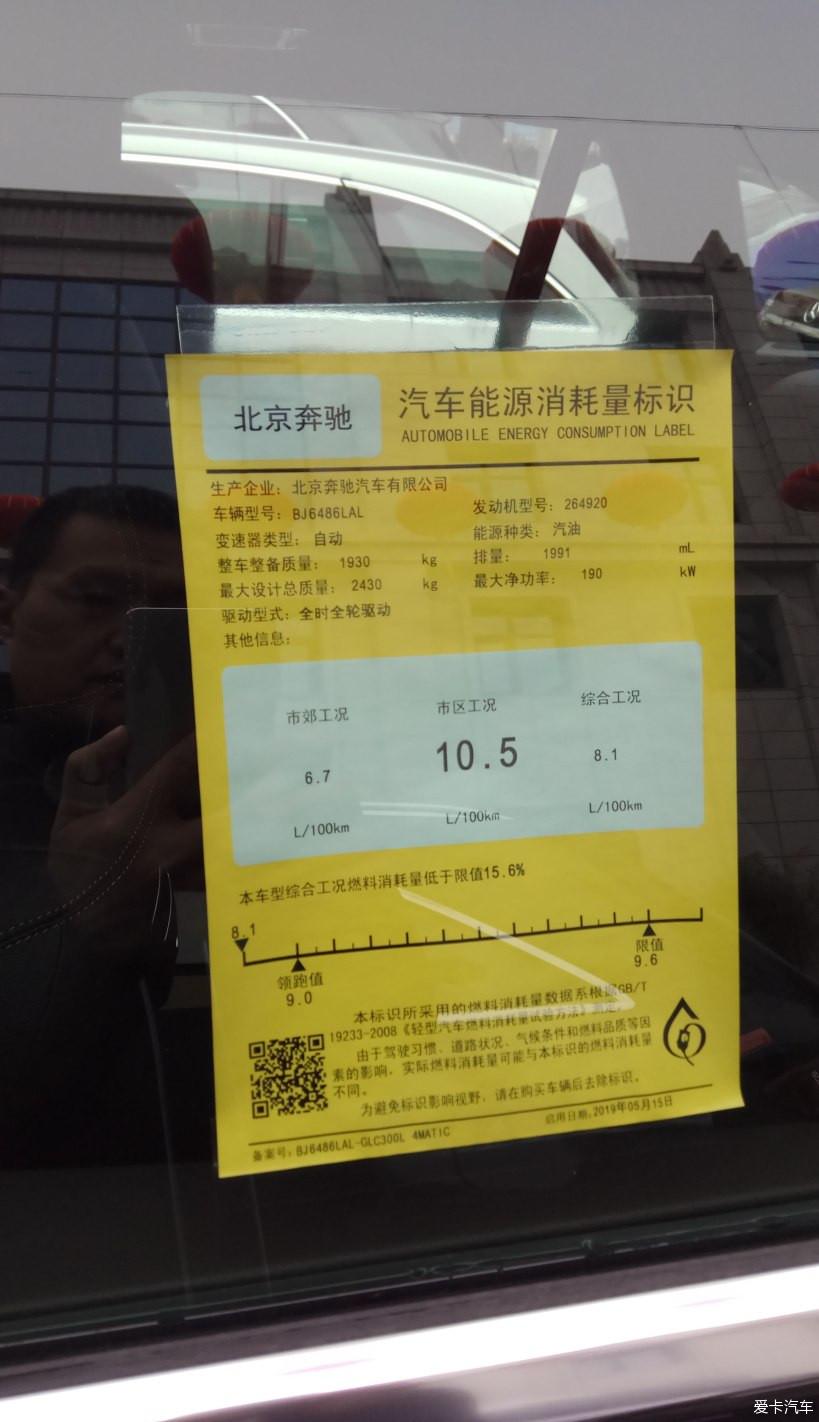 北京奔驰
汽车能源消耗量标识
AUTOMOBILE ENERGY CONSUMPTION LABEL
生产企业: 北京奔驰汽车有限公司
车辆型号: BJ6486LAL
发动机型号: 264920
变速器类型: 自动
能源种类: 汽油
整车整备质量: 1930 kg
排量: 1991 mL
最大设计总质量: 2430 kg
最大净功率: 190 kW
驱动型式: 全时全轮驱动
其他信息:
市郊工况 市区工况 综合工况
6.7 10.5 8.1
L/100km L/100km L/100km
本车型综合工况燃料消耗量低于限值15.6%
8.1
领跑值 限值
9.0 9.6
本标识所采用的燃料消耗量数据系根据GB/T
19233-2008《轻型汽车燃料消耗量试验方法》测定。
由于驾驶习惯、道路状况、气候条件和燃料品质等因
素的影响，实际燃料消耗量可能与本标识的燃料消耗量
不同。
为避免标识影响视野，请在购买车辆后去除标识。
备案号: BJ6486LAL-GLC300L 4MATIC
启用日期: 2019年05月15日
爱卡汽车